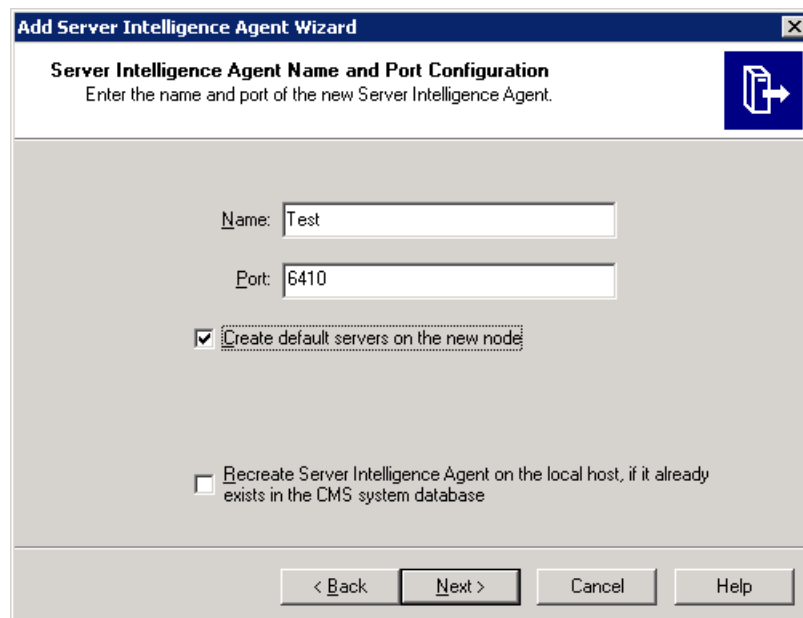 Add Server Intelligence Agent Wizard
Server Intelligence Agent Name and Port Configuration
Enter the name and port of the new Server Intelligence Agent.
Name: Test
Port: 6410
Create default servers on the new node
Recreate Server Intelligence Agent on the local host, if it already
exists in the CMS system database
< Back Next > Cancel Help